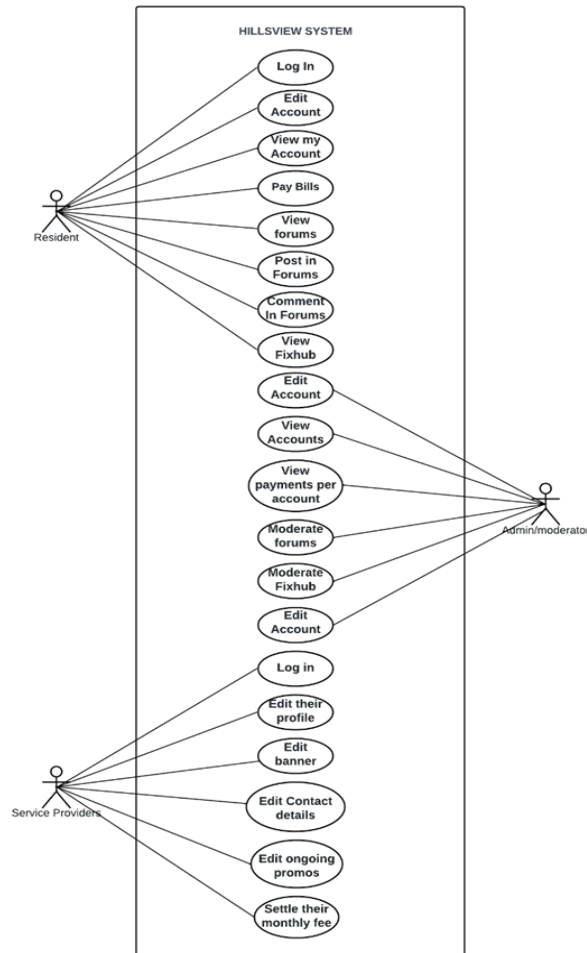 HILLSVIEW SYSTEM
Log In
Edit
Account
View my
Account
Pay Bills
View
forums
Resident
Post in
Forums
Comment
In Forums
View
Fixhub
Edit
Account
View
Accounts
View
payments per
account
Admin/moderator
Moderate
forums
Moderate
Fixhub
Edit
Account
Log in
Edit their
profile
Edit
banner
Service Providers
Edit Contact
details
Edit ongoing
promos
Settle their
monthly fee